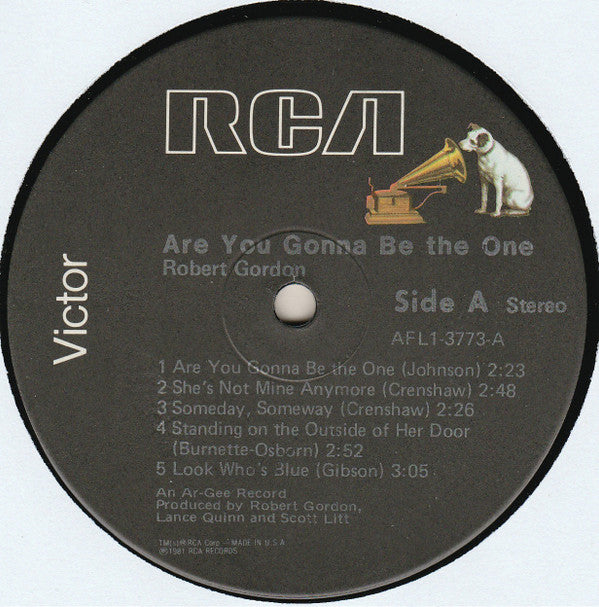 RCA
Victor
Are You Gonna Be the One
Robert Gordon
Side A Stereo
AFL1-3773-A
1 Are You Gonna Be the One (Johnson) 2:23
2 She's Not Mine Anymore (Crenshaw) 2:48
3 Someday, Someway (Crenshaw) 2:26
4 Standing on the Outside of Her Door
(Burnette-Osborn) 2:52
5 Look Who's Blue (Gibson) 3:05
An Ar-Gee Record
Produced by Robert Gordon,
Lance Quinn and Scott Litt
TM(s)® RCA Corp — MADE IN U.S.A
℗1981 RCA RECORDS